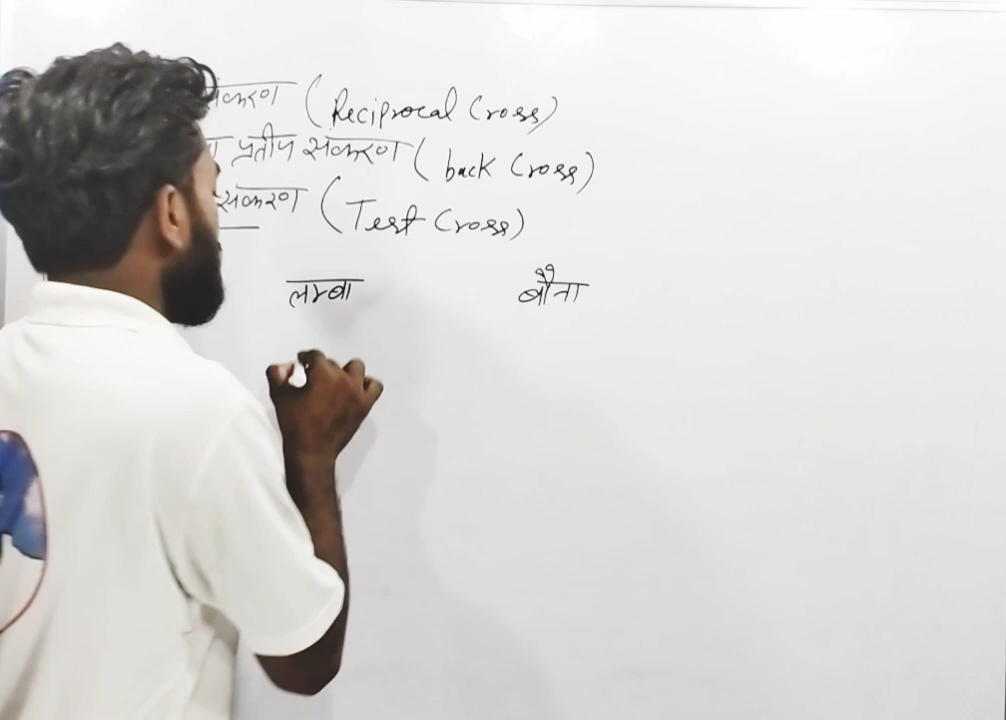 संकरण (Reciprocal Cross)
प्रतीप संकरण (back Cross)
संकरण (Test Cross)
लम्बा बौना